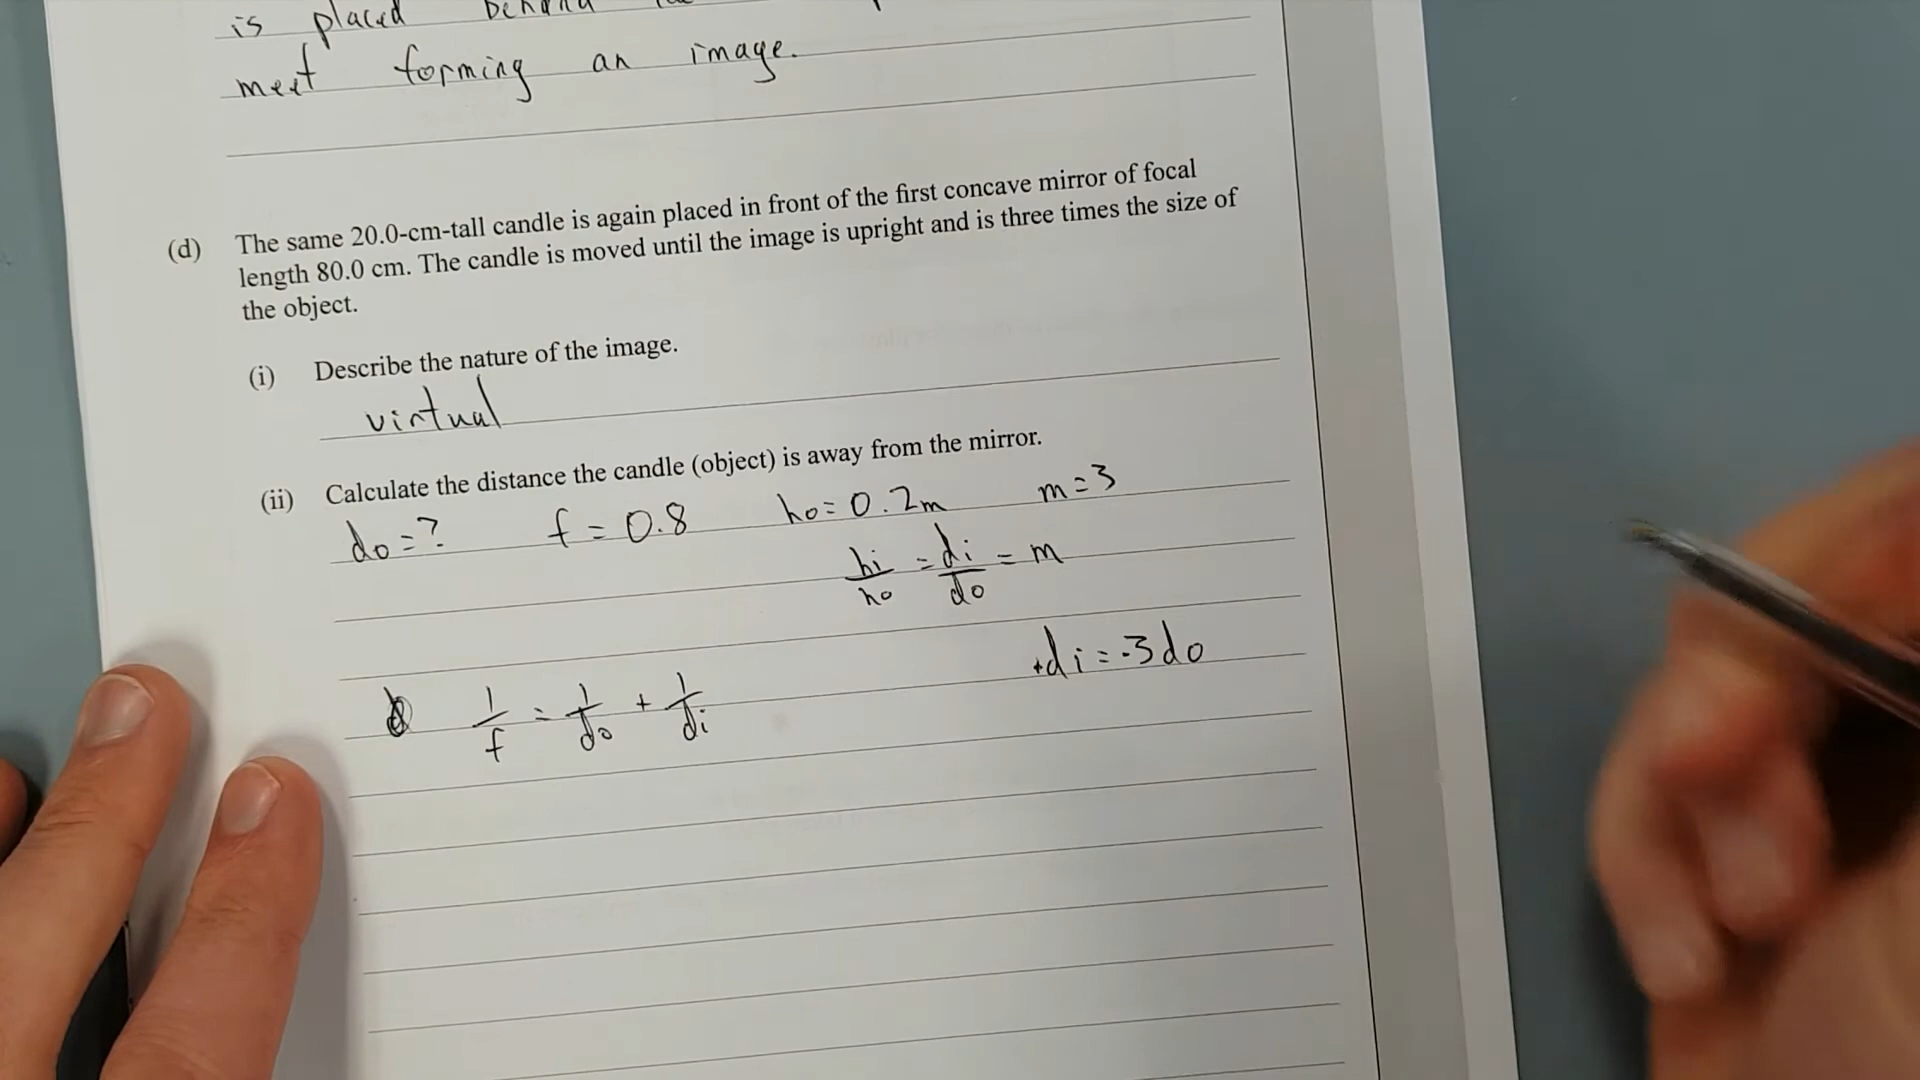 is placed
meet forming an image.
(d) The same 20.0-cm-tall candle is again placed in front of the first concave mirror of focal
length 80.0 cm. The candle is moved until the image is upright and is three times the size of
the object.
(i) Describe the nature of the image.
virtual
(ii) Calculate the distance the candle (object) is away from the mirror.
do = ? f = 0.8 ho = 0.2m m = 3
hi/ho = di/do = m
+di = -3do
1/f = 1/do + 1/di